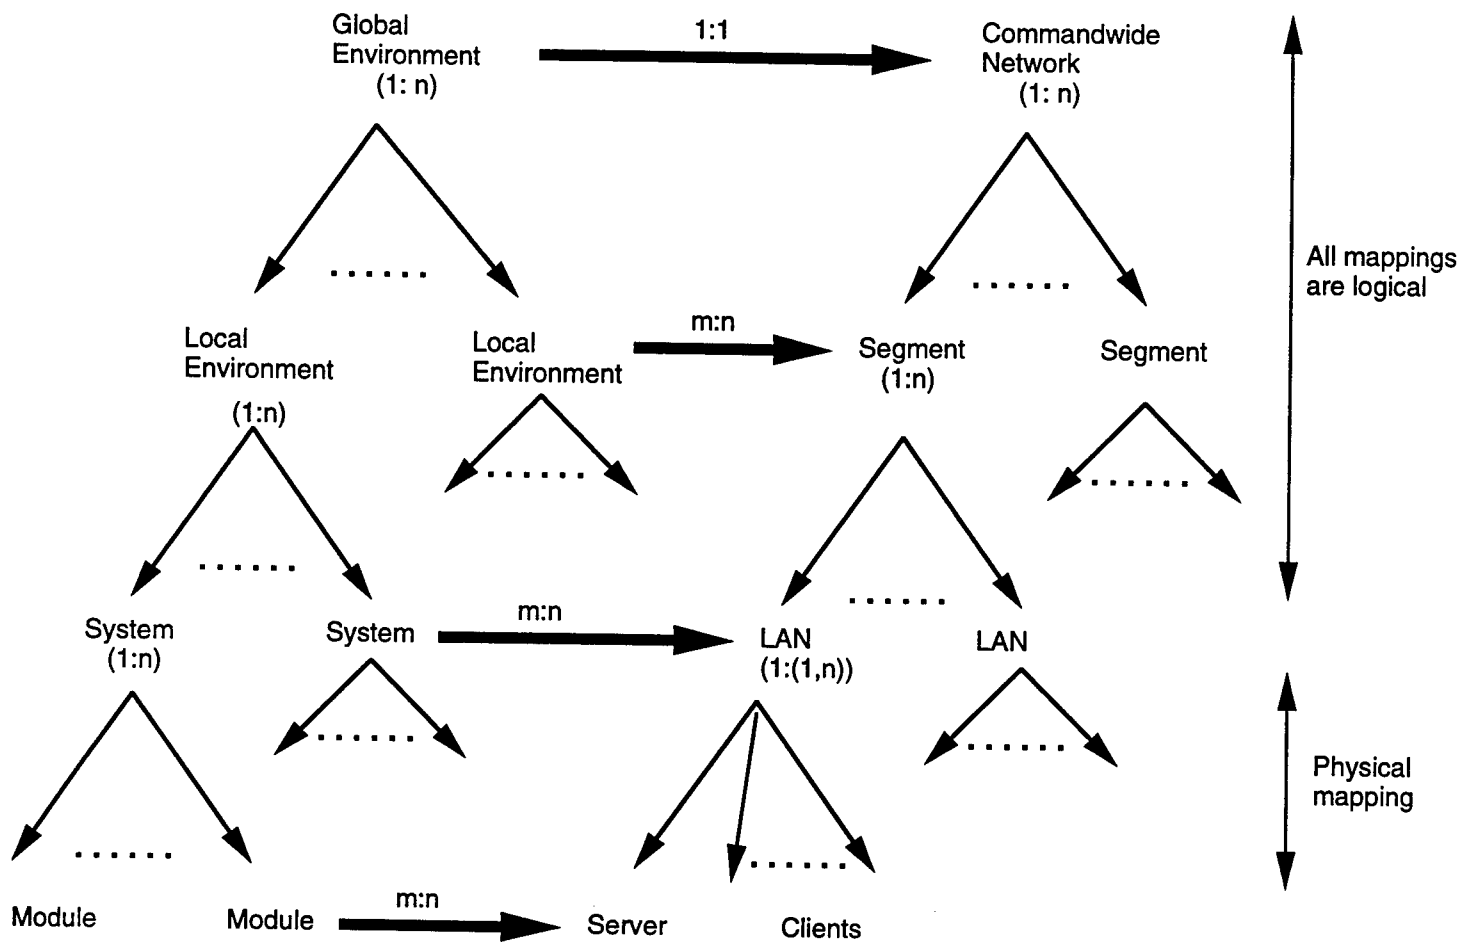 Global
Environment
(1: n)
1:1
Commandwide
Network
(1: n)
All mappings
are logical
Local
Environment
(1:n)
Local
Environment
m:n
Segment
(1:n)
Segment
System
(1:n)
System
m:n
LAN
(1:(1,n))
LAN
Physical
mapping
Module
Module
m:n
Server
Clients